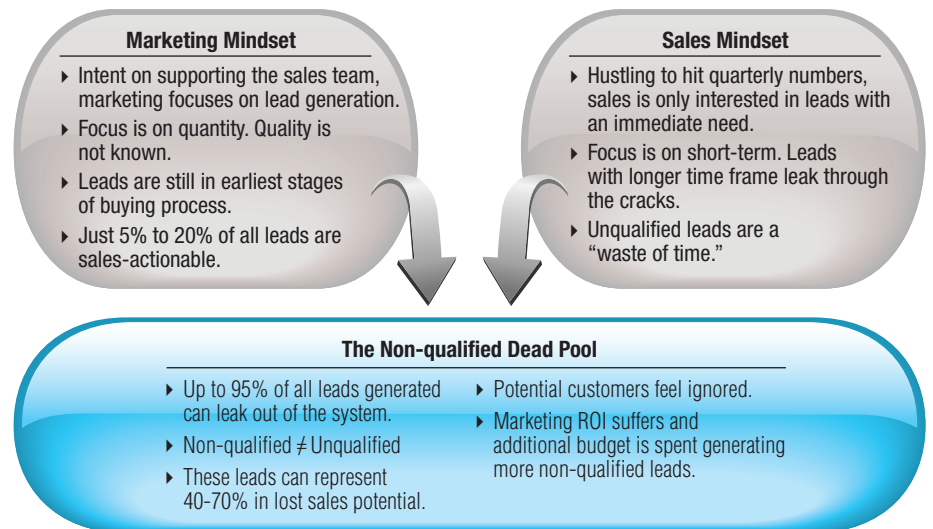 Marketing Mindset
▸ Intent on supporting the sales team,
marketing focuses on lead generation.
▸ Focus is on quantity. Quality is
not known.
▸ Leads are still in earliest stages
of buying process.
▸ Just 5% to 20% of all leads are
sales-actionable.
Sales Mindset
▸ Hustling to hit quarterly numbers,
sales is only interested in leads with
an immediate need.
▸ Focus is on short-term. Leads
with longer time frame leak through
the cracks.
▸ Unqualified leads are a
“waste of time.”
The Non-qualified Dead Pool
▸ Up to 95% of all leads generated
can leak out of the system.
▸ Non-qualified ≠ Unqualified
▸ These leads can represent
40-70% in lost sales potential.
▸ Potential customers feel ignored.
▸ Marketing ROI suffers and
additional budget is spent generating
more non-qualified leads.